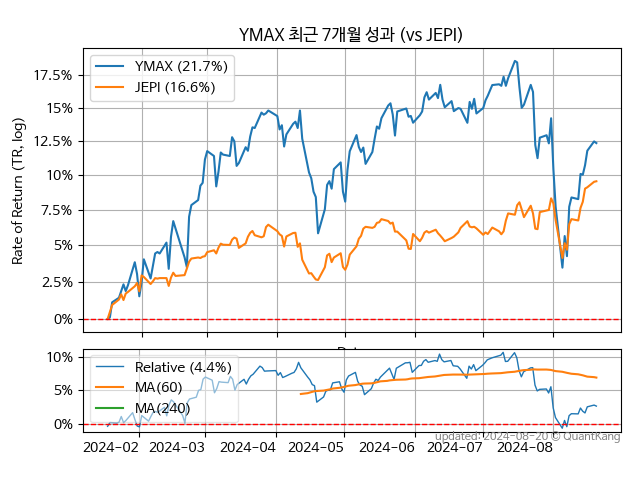 YMAX 최근 7개월 성과 (vs JEPI)
Rate of Return (TR, log)
17.5%
15%
12.5%
10%
7.5%
5%
2.5%
0%
YMAX (21.7%)
JEPI (16.6%)
10%
5%
0%
Relative (4.4%)
MA(60)
MA(240)
2024-02 2024-03 2024-04 2024-05 2024-06 2024-07 2024-08
updated: 2024-08-20 © QuantKang